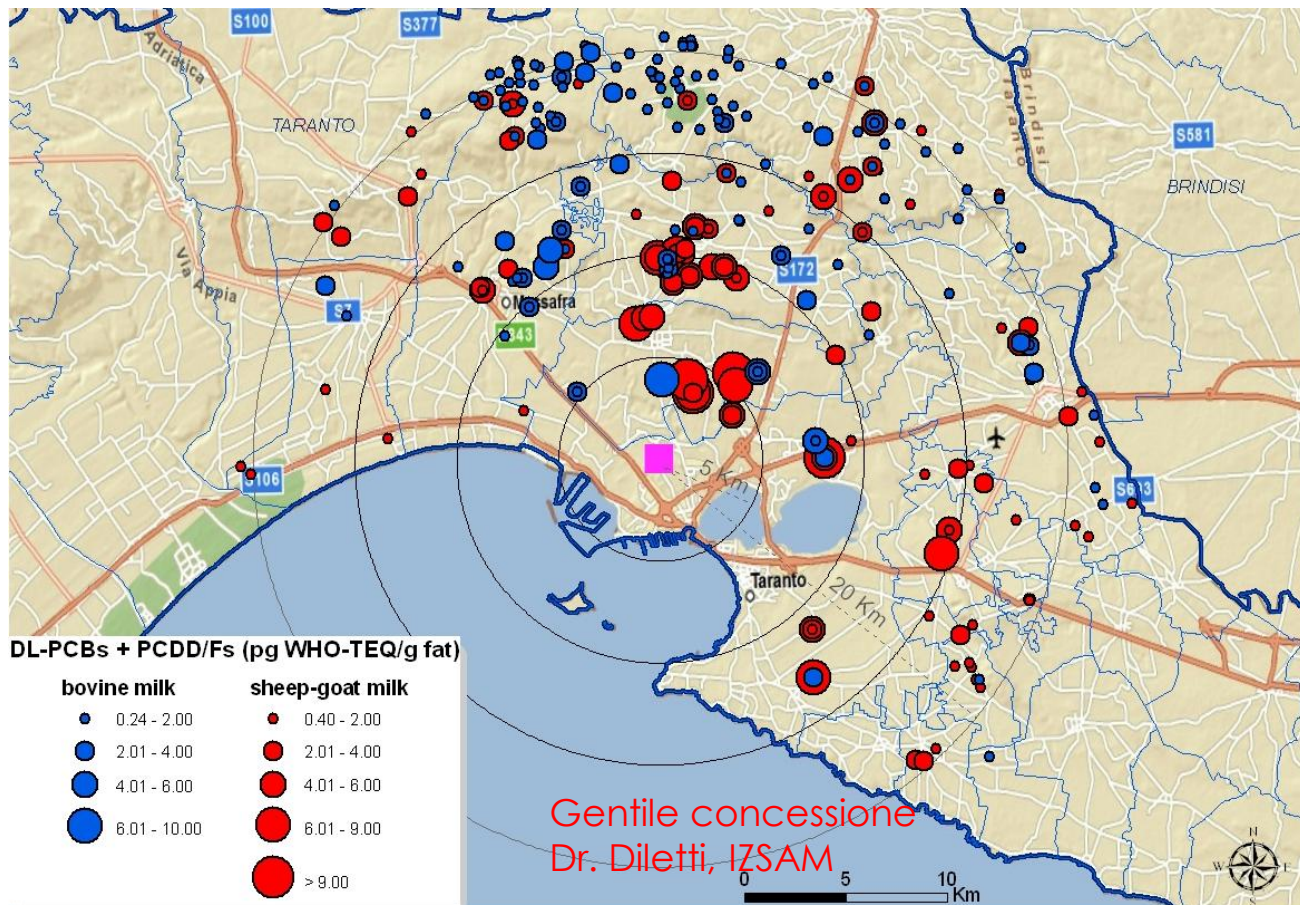 S100
S377
Adriatica
TARANTO
Brindisi
Taranto
S581
BRINDISI
Via Appia
S7
Massafra
S172
S106
5 Km
Taranto
20 Km
DL-PCBs + PCDD/Fs (pg WHO-TEQ/g fat)
bovine milk sheep-goat milk
0.24 - 2.00 0.40 - 2.00
2.01 - 4.00 2.01 - 4.00
4.01 - 6.00 4.01 - 6.00
6.01 - 10.00 6.01 - 9.00
> 9.00
Gentile concessione
Dr. Diletti, IZSAM
0 5 10
Km
N
W E
S